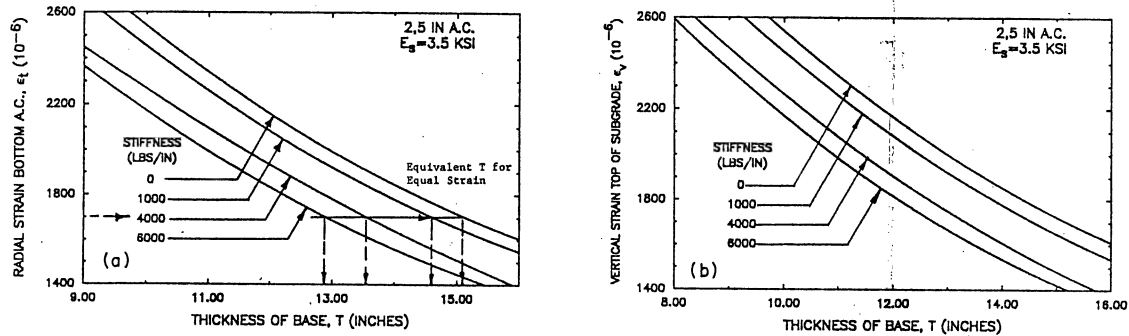 2600
2200
1800
1400
RADIAL STRAIN BOTTOM A.C., εt (10⁻⁶)
2,5 IN A.C.
Es=3.5 KSI
STIFFNESS
(LBS/IN)
0
1000
4000
6000
Equivalent T for
Equal Strain
(a)
9.00
11.00
13.00
15.00
THICKNESS OF BASE, T (INCHES)
2600
2200
1800
1400
VERTICAL STRAIN TOP OF SUBGRADE, εv (10⁻⁶)
2,5 IN A.C.
Es=3.5 KSI
STIFFNESS
(LBS/IN)
0
1000
4000
6000
(b)
8.00
10.00
12.00
14.00
16.00
THICKNESS OF BASE, T (INCHES)